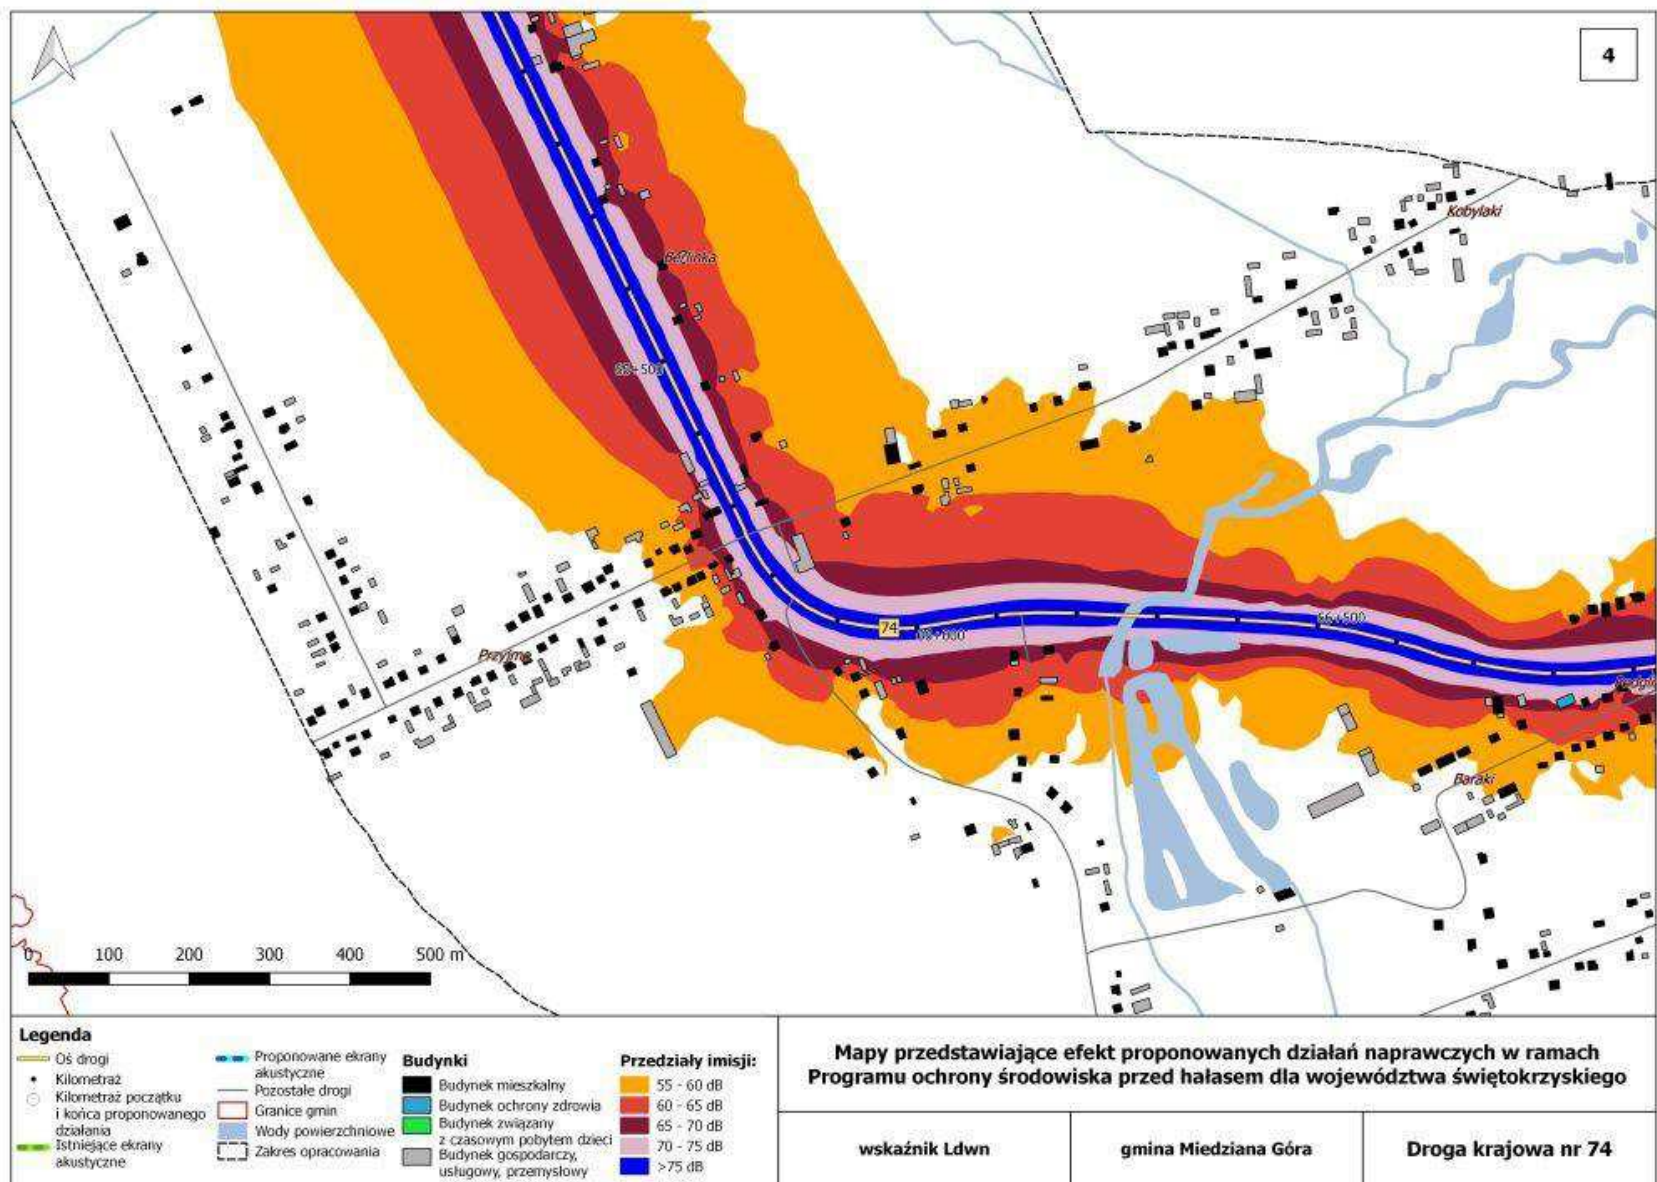 4
Kobylaki
65+500
74
66+500
Przyjmo
Baraki
0 100 200 300 400 500 m
Legenda
Oś drogi
Kilometraż
Kilometraż początku
i końca proponowanego
działania
Istniejące ekrany
akustyczne
Proponowane ekrany
akustyczne
Pozostałe drogi
Granice gmin
Wody powierzchniowe
Zakres opracowania
Budynki
Budynek mieszkalny
Budynek ochrony zdrowia
Budynek związany
z czasowym pobytem dzieci
Budynek gospodarczy,
usługowy, przemysłowy
Przedziały imisji:
55 - 60 dB
60 - 65 dB
65 - 70 dB
70 - 75 dB
>75 dB
Mapy przedstawiające efekt proponowanych działań naprawczych w ramach
Programu ochrony środowiska przed hałasem dla województwa świętokrzyskiego
wskaźnik Ldwn
gmina Miedziana Góra
Droga krajowa nr 74